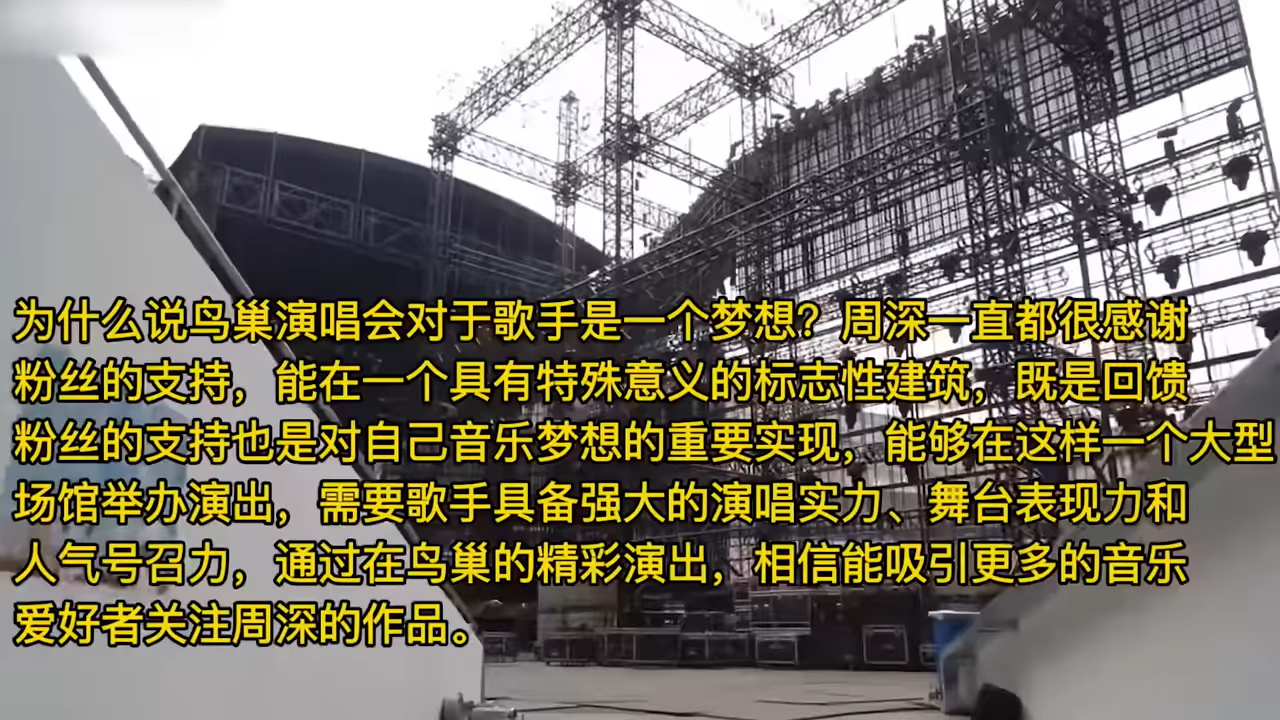 为什么说鸟巢演唱会对于歌手是一个梦想？周深一直都很感谢
粉丝的支持，能在一个具有特殊意义的标志性建筑，既是回馈
粉丝的支持也是对自己音乐梦想的重要实现，能够在这样一个大型
场馆举办演出，需要歌手具备强大的演唱实力、舞台表现力和
人气号召力，通过在鸟巢的精彩演出，相信能吸引更多的音乐
爱好者关注周深的作品。